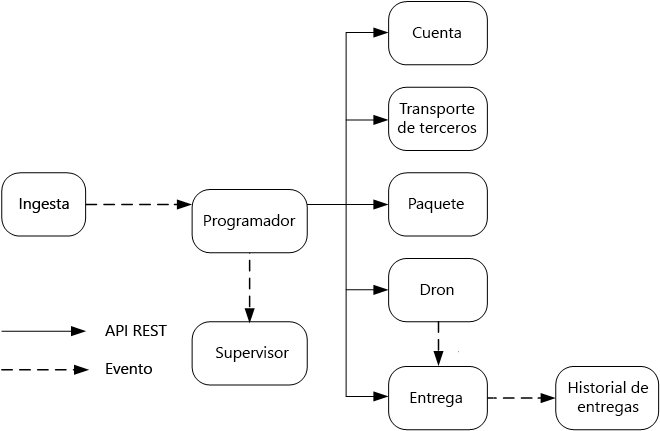 Cuenta
Transporte
de terceros
Ingesta
Programador
Paquete
Dron
API REST
Supervisor
Evento
Entrega
Historial de
entregas